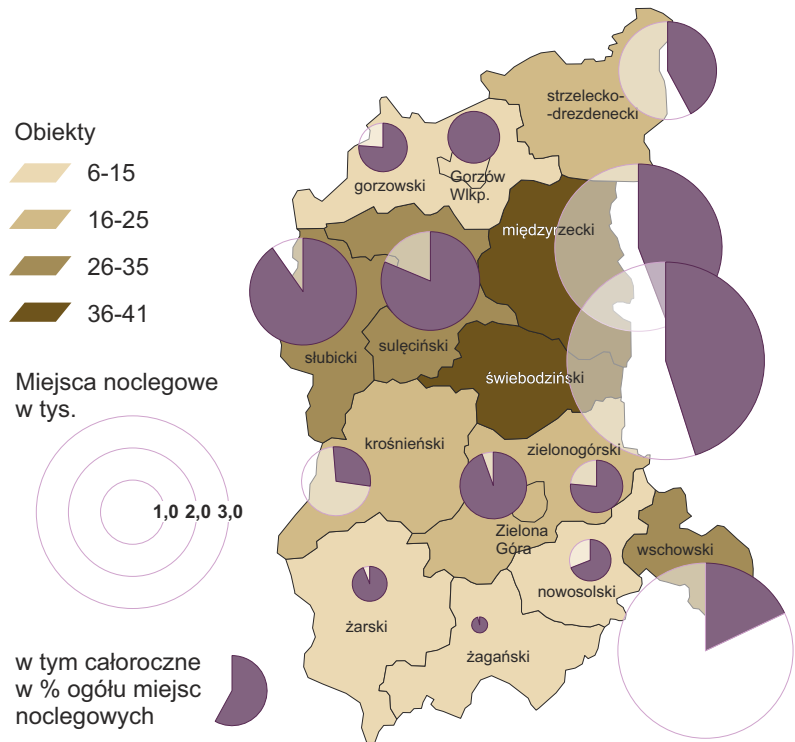 Obiekty
6-15
16-25
26-35
36-41
Miejsca noclegowe
w tys.
1,0 2,0 3,0
w tym całoroczne
w % ogółu miejsc
noclegowych
strzelecko-
-drezdenecki
gorzowski
Gorzów
Wlkp.
międzyrzecki
słubicki
sulęciński
świebodziński
krośnieński
zielonogórski
Zielona
Góra
wschowski
nowosolski
żarski
żagański